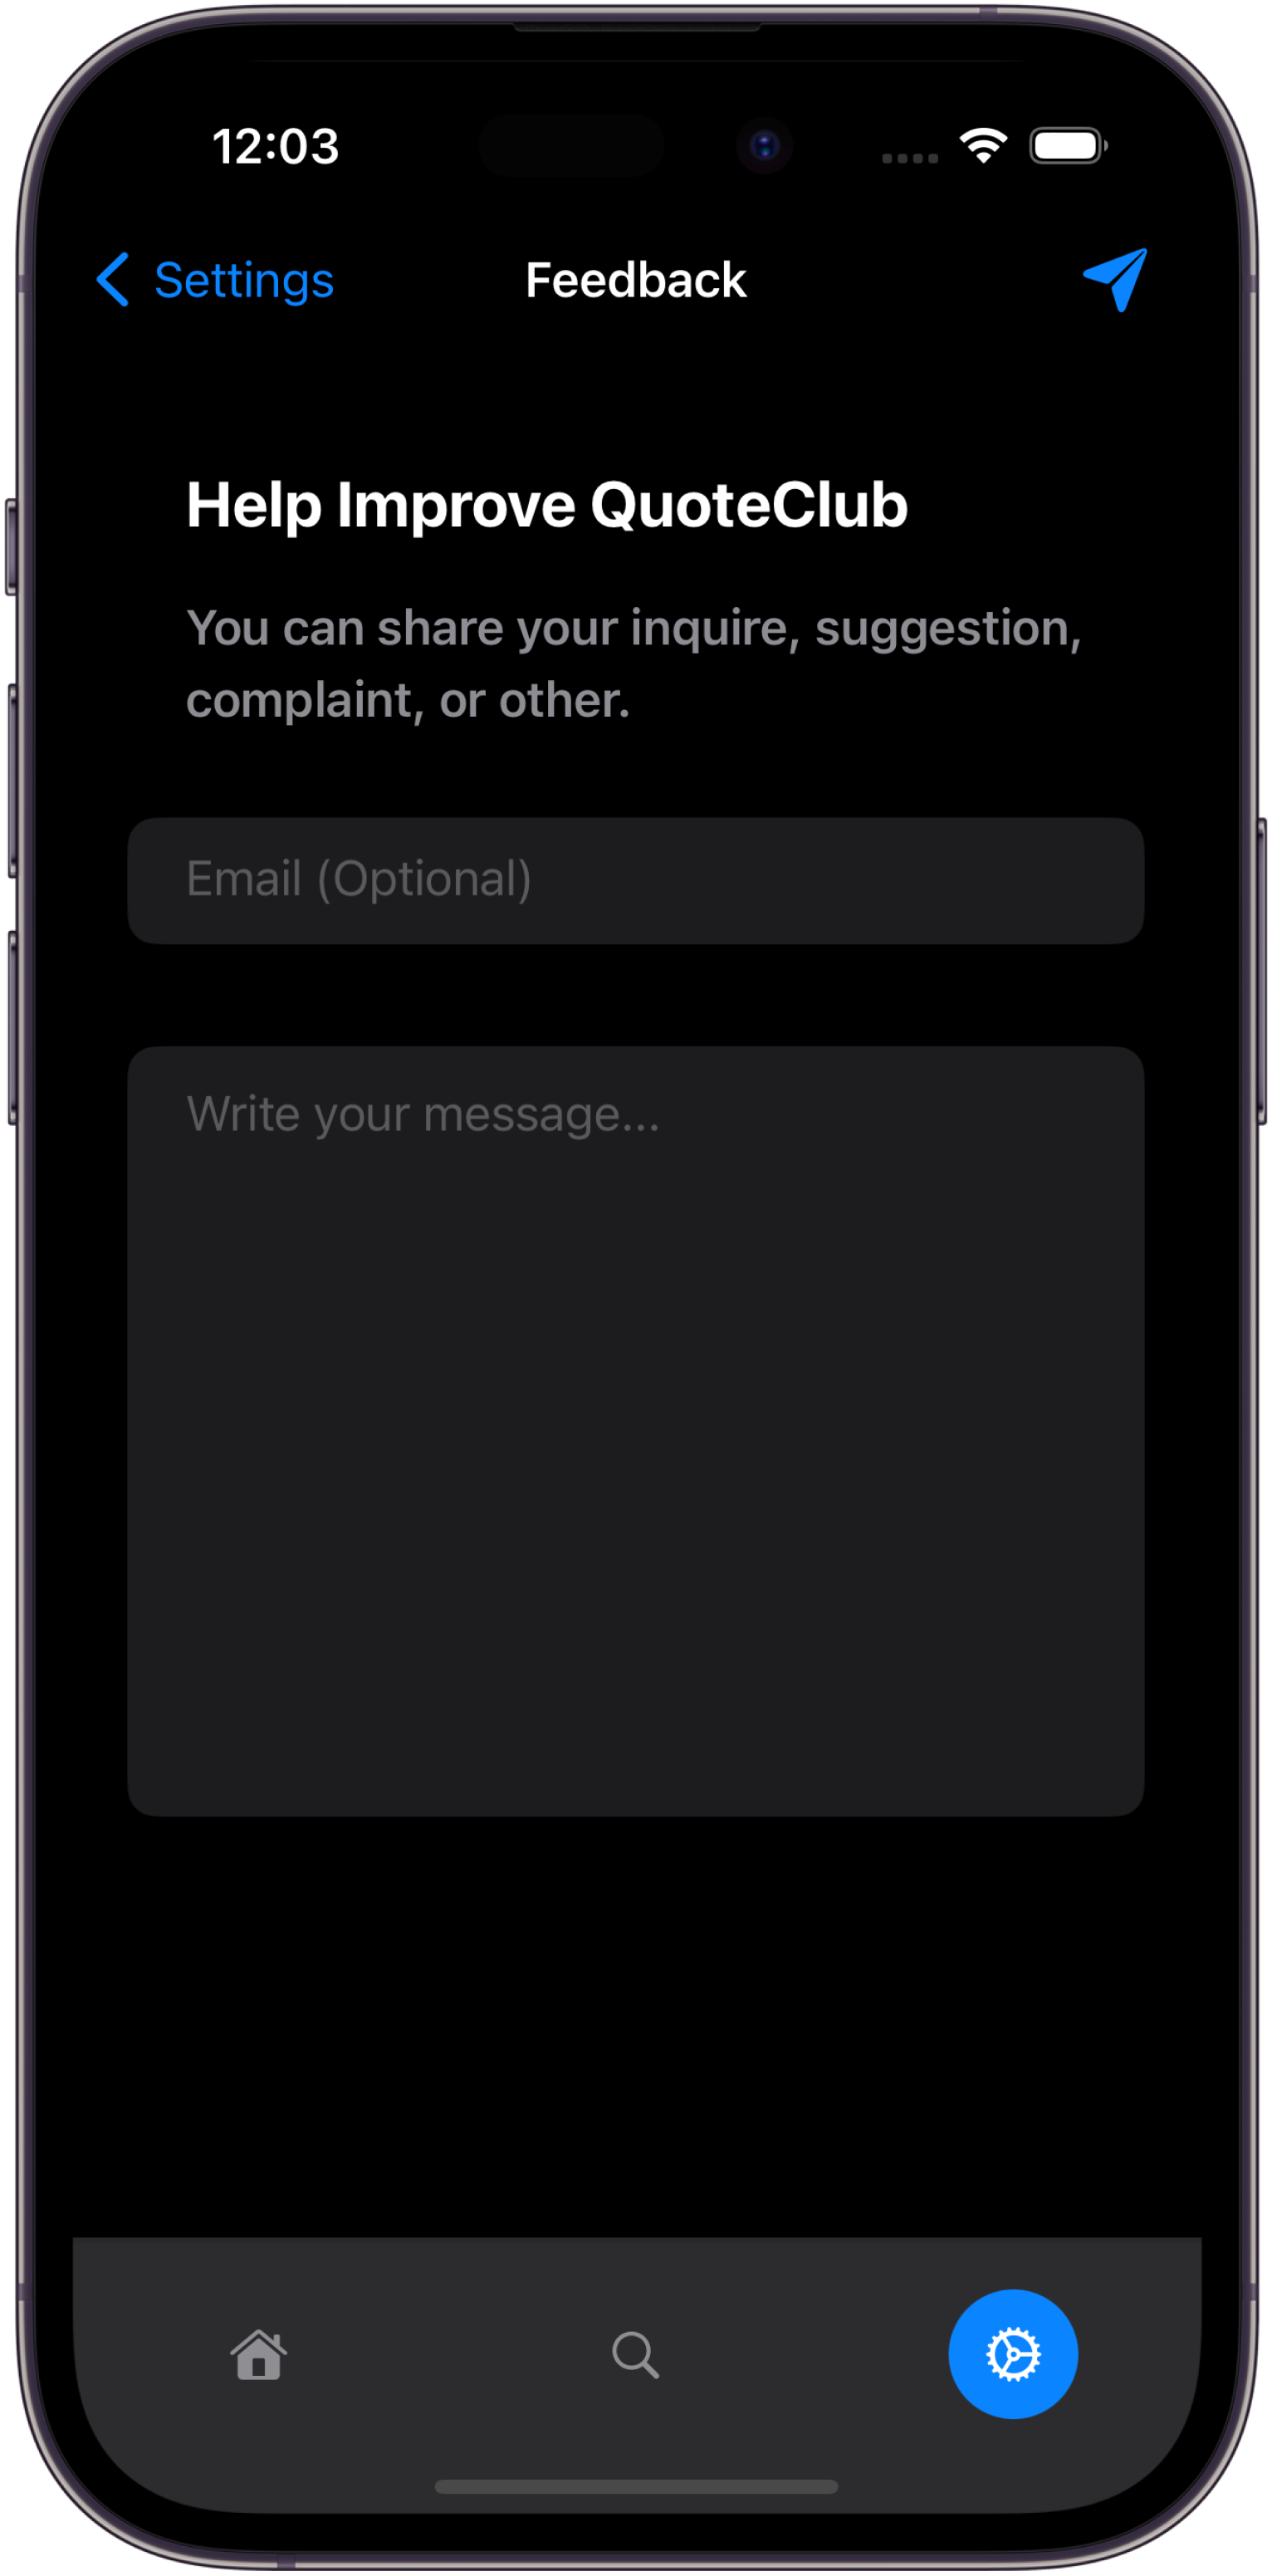 12:03
Settings
Feedback
Help Improve QuoteClub
You can share your inquire, suggestion,
complaint, or other.
Email (Optional)
Write your message...